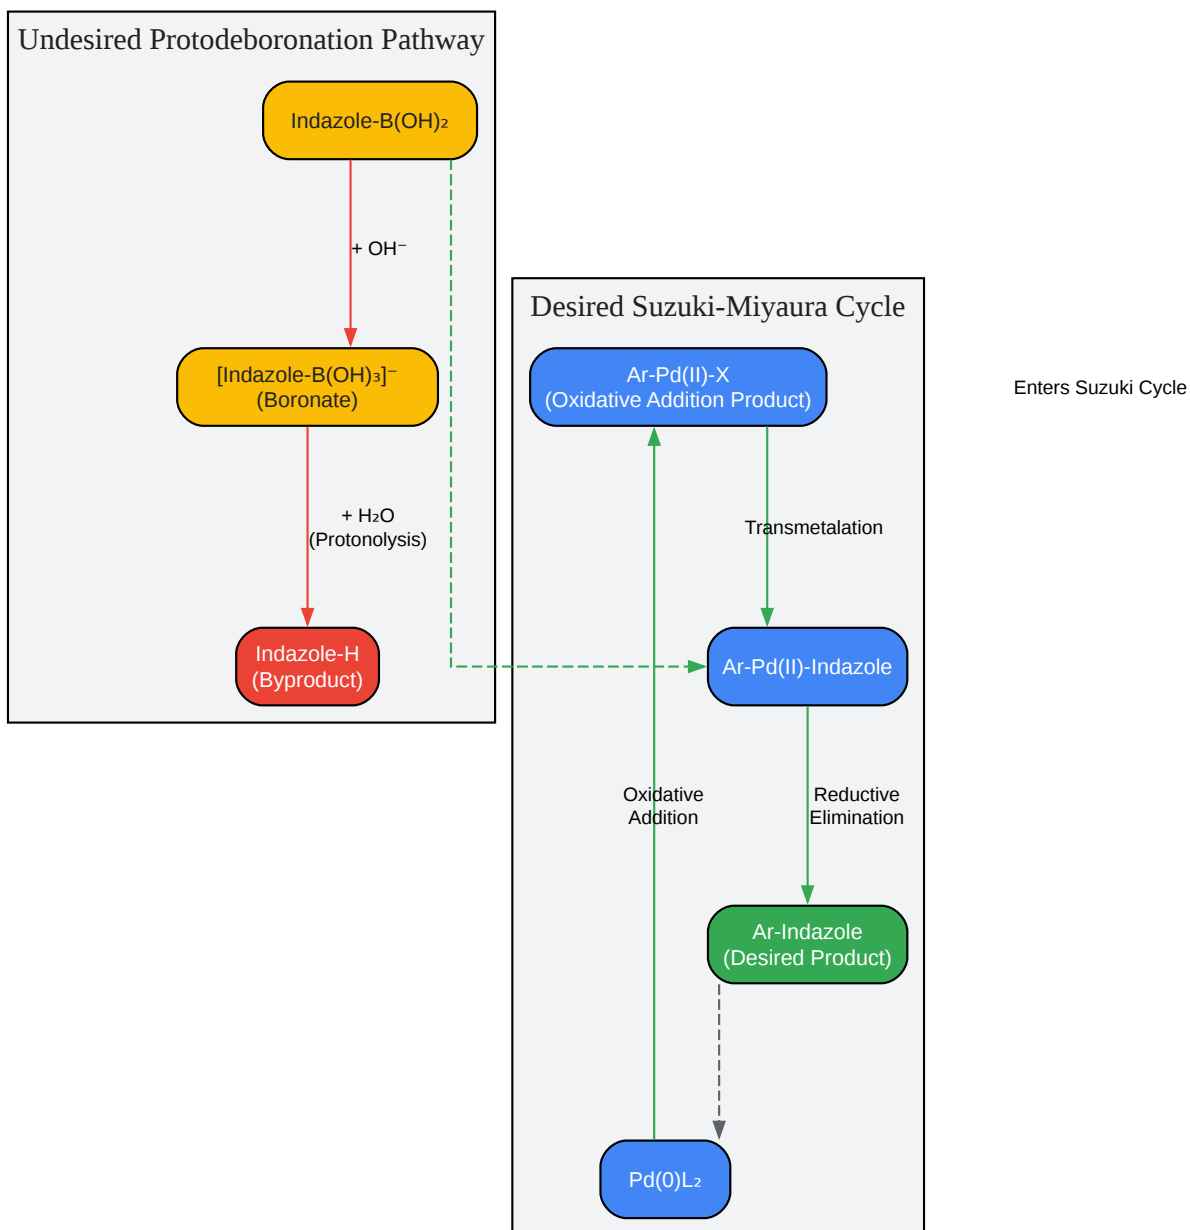 Undesired Protodeboronation Pathway
Indazole-B(OH)₂
+ OH⁻
[Indazole-B(OH)₃]⁻
(Boronate)
+ H₂O
(Protonolysis)
Indazole-H
(Byproduct)
Desired Suzuki-Miyaura Cycle
Ar-Pd(II)-X
(Oxidative Addition Product)
Enters Suzuki Cycle
Transmetalation
Ar-Pd(II)-Indazole
Oxidative
Addition
Reductive
Elimination
Ar-Indazole
(Desired Product)
Pd(0)L₂